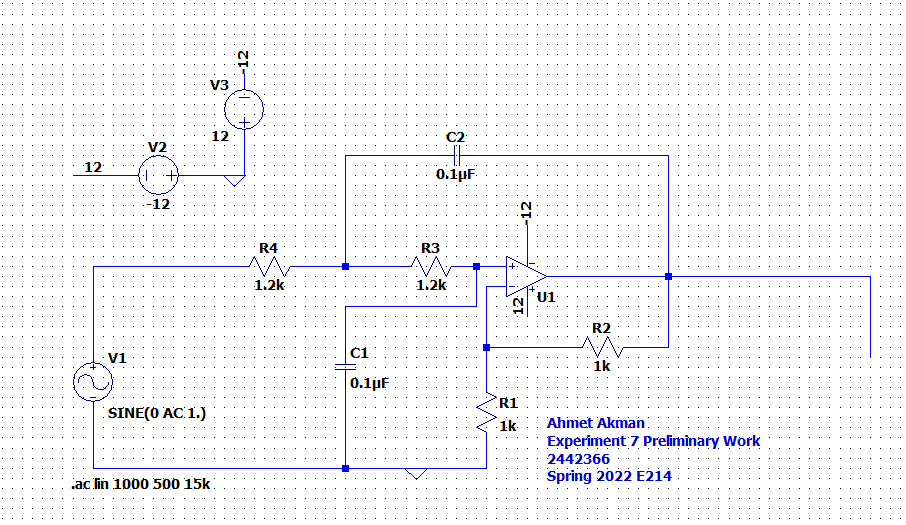 -12
V3
12
V2
12
-12
C2
0.1µF
-12
R4
1.2k
R3
1.2k
U1
12
R2
1k
V1
SINE(0 AC 1.)
C1
0.1µF
R1
1k
Ahmet Akman
Experiment 7 Preliminary Work
2442366
Spring 2022 E214
.ac lin 1000 500 15k